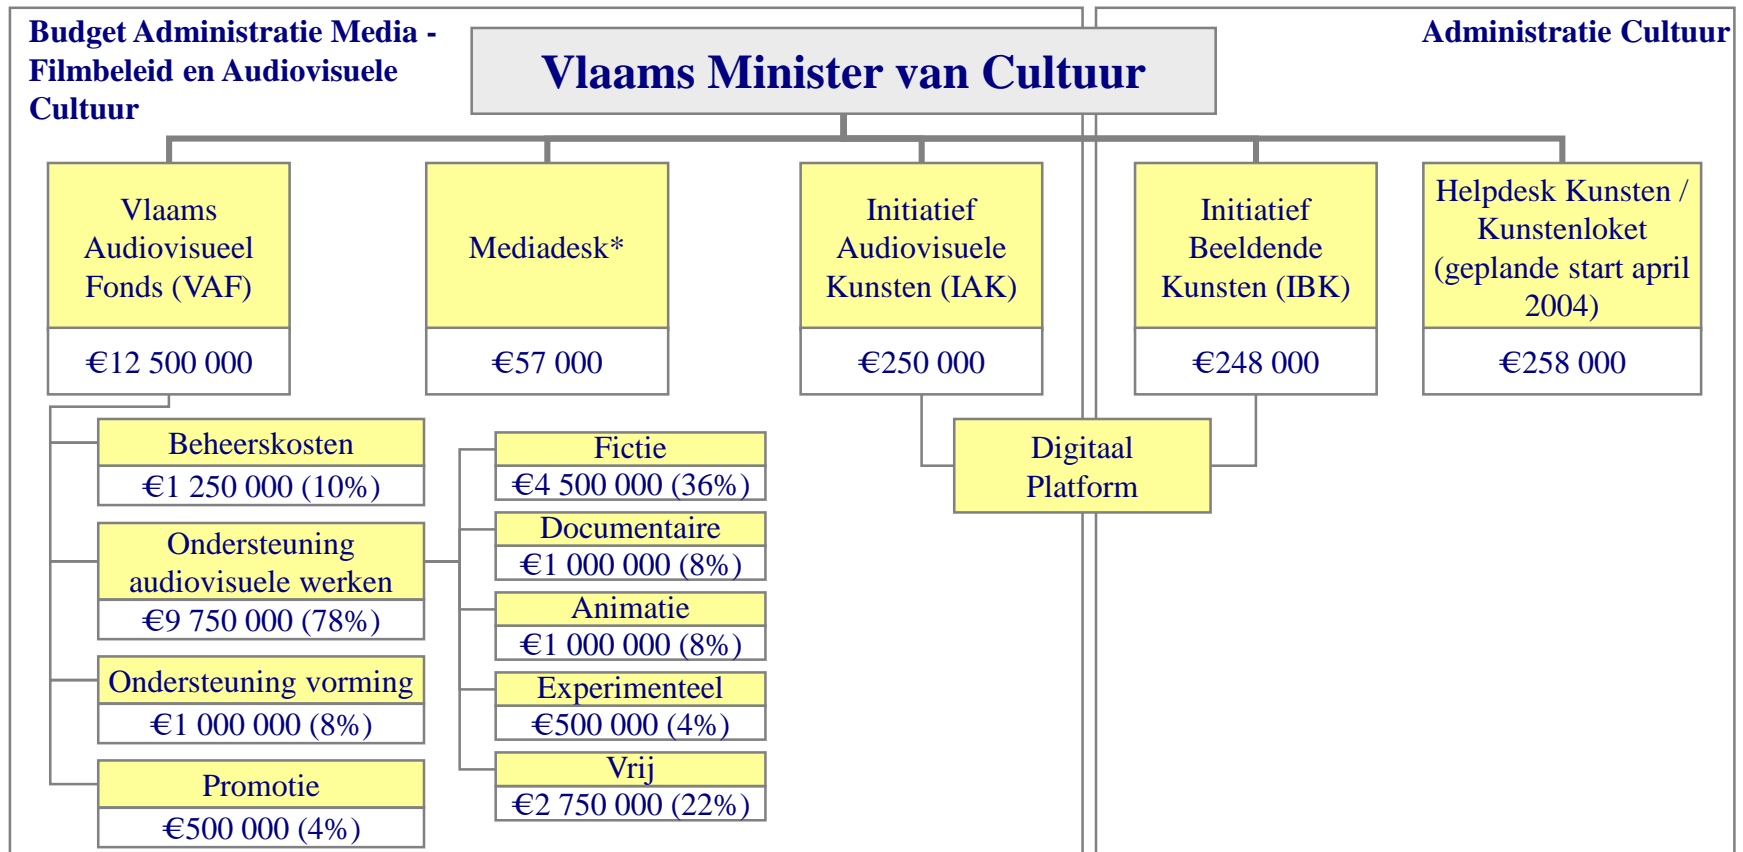 Budget Administratie Media -
Filmbeleid en Audiovisuele
Cultuur
Vlaams Minister van Cultuur
Administratie Cultuur
Vlaams
Audiovisueel
Fonds (VAF)
€12 500 000
Mediadesk*
€57 000
Initiatief
Audiovisuele
Kunsten (IAK)
€250 000
Initiatief
Beeldende
Kunsten (IBK)
€248 000
Helpdesk Kunsten /
Kunstenloket
(geplande start april
2004)
€258 000
Beheerskosten
€1 250 000 (10%)
Ondersteuning
audiovisuele werken
€9 750 000 (78%)
Ondersteuning vorming
€1 000 000 (8%)
Promotie
€500 000 (4%)
Fictie
€4 500 000 (36%)
Documentaire
€1 000 000 (8%)
Animatie
€1 000 000 (8%)
Experimenteel
€500 000 (4%)
Vrij
€2 750 000 (22%)
Digitaal
Platform